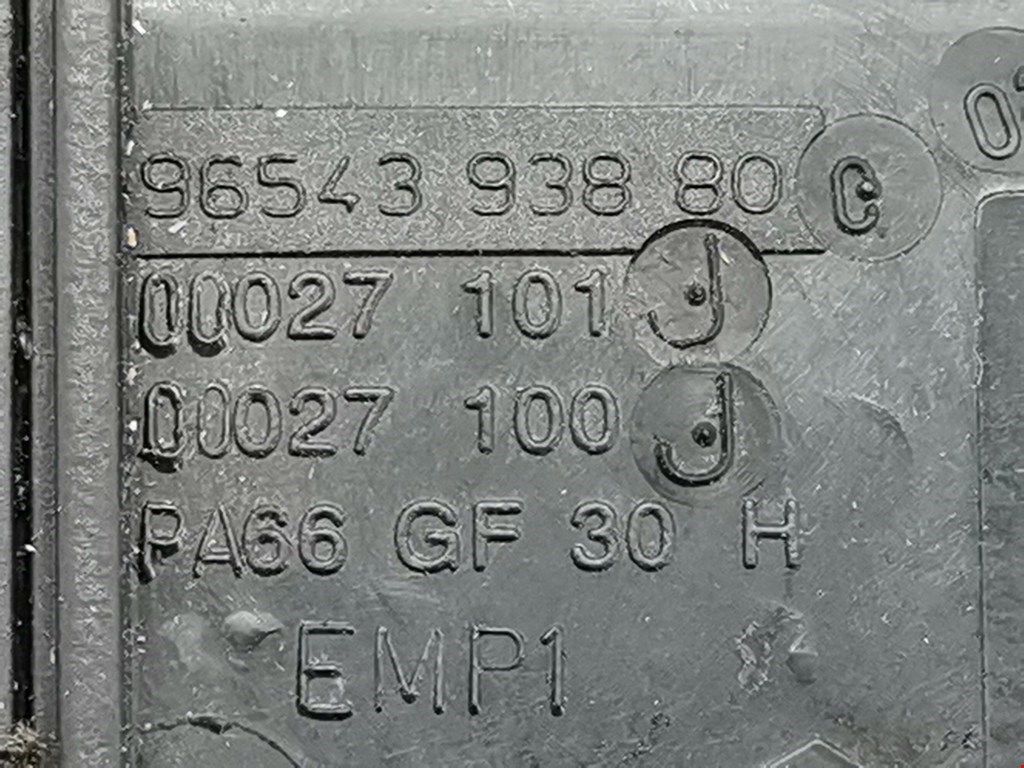 96543 938 80 C
00027 101 J
00027 100 J
PA66 GF 30 H
EMP1